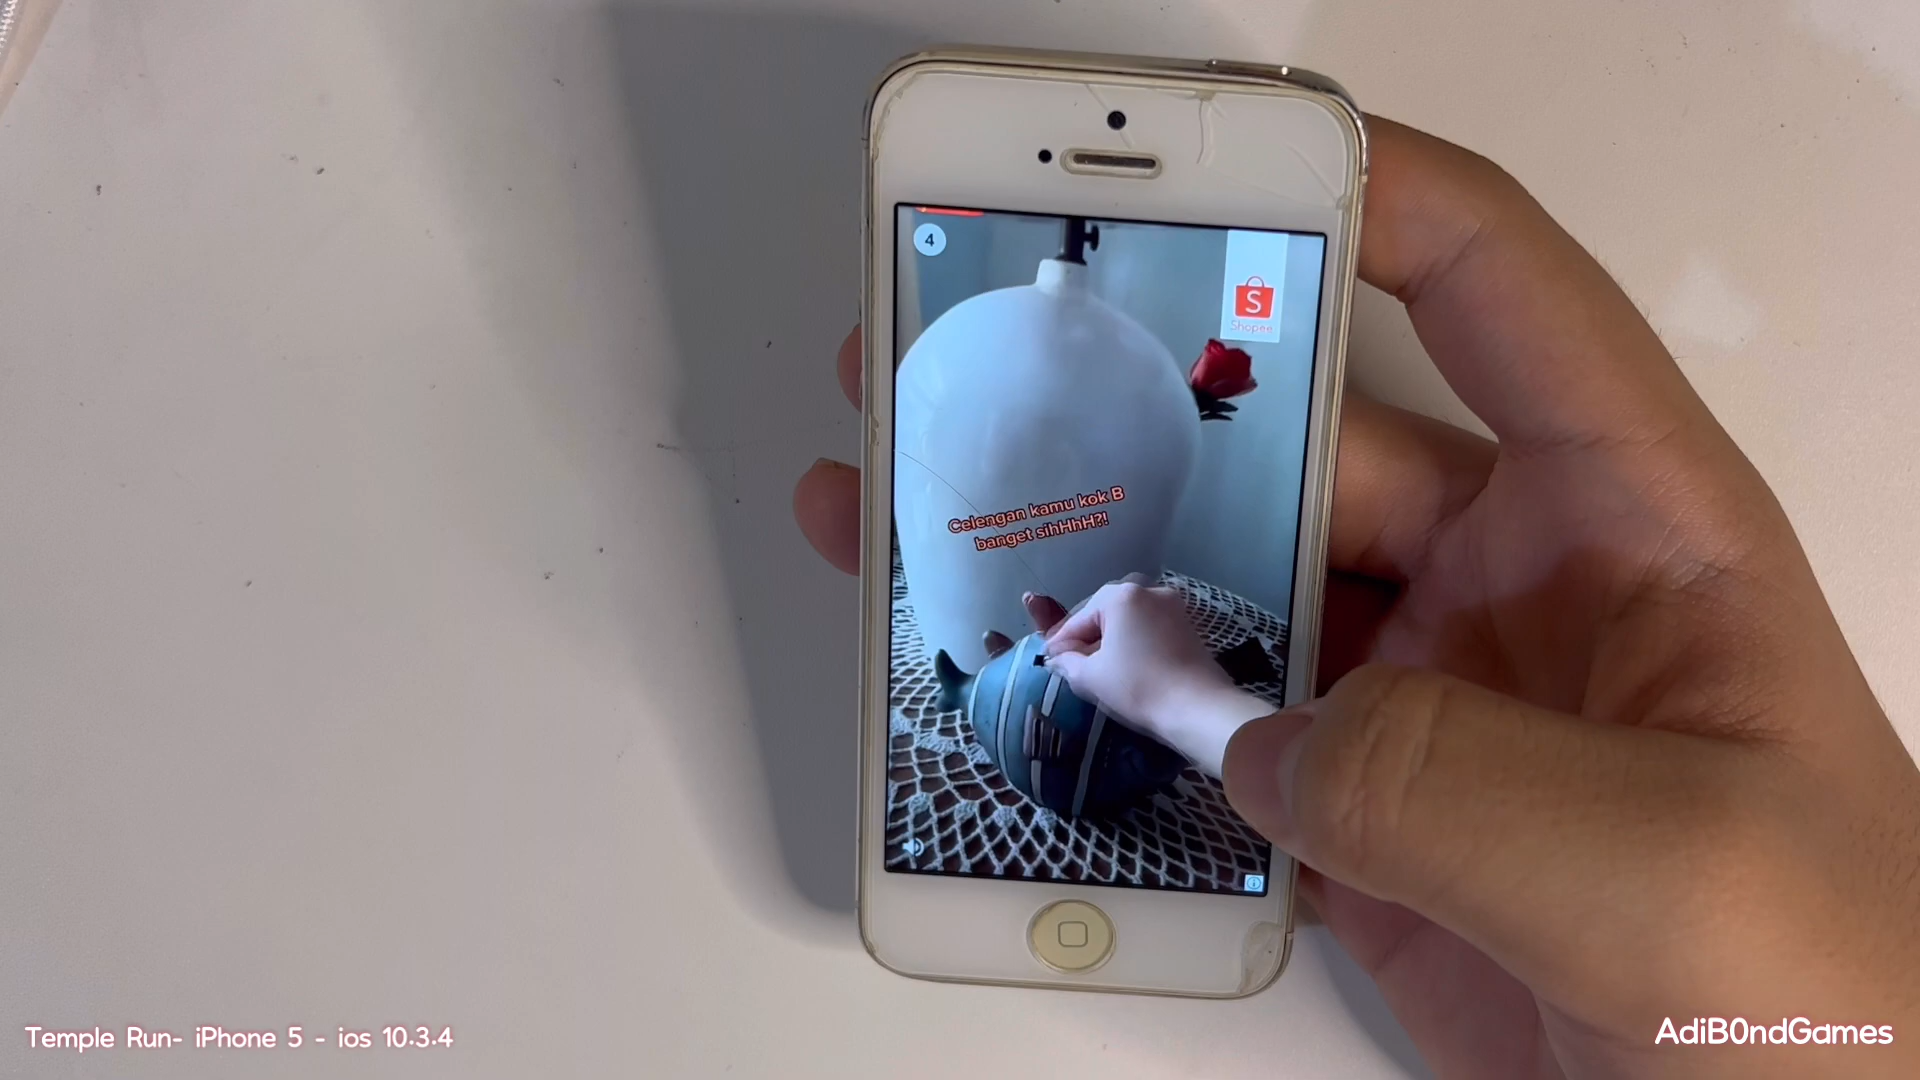 4
S
Shopee
Celengan kamu kok B
banget sihHhH?!
Temple Run- iPhone 5 - ios 10.3.4
AdiB0ndGames